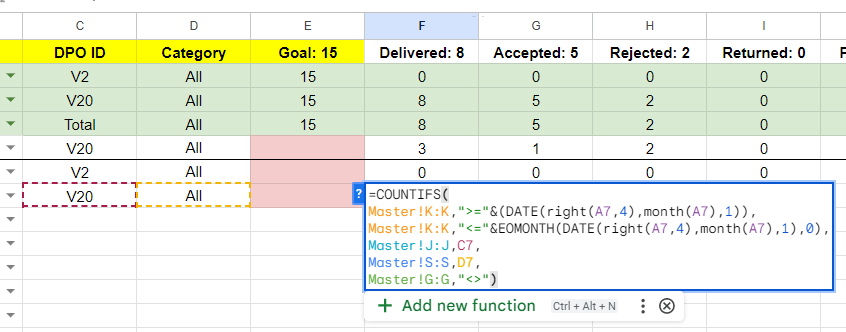 C D E F G H I
DPO ID Category Goal: 15 Delivered: 8 Accepted: 5 Rejected: 2 Returned: 0
V2 All 15 0 0 0 0
V20 All 15 8 5 2 0
Total All 15 8 5 2 0
V20 All 3 1 2 0
V2 All 0 0 0 0
V20 All ? =COUNTIFS(
Master!K:K,">="&(DATE(right(A7,4),month(A7),1)),
Master!K:K,"<="&EOMONTH(DATE(right(A7,4),month(A7),1),0),
Master!J:J,C7,
Master!S:S,D7,
Master!G:G,"<>")
+ Add new function Ctrl + Alt + N